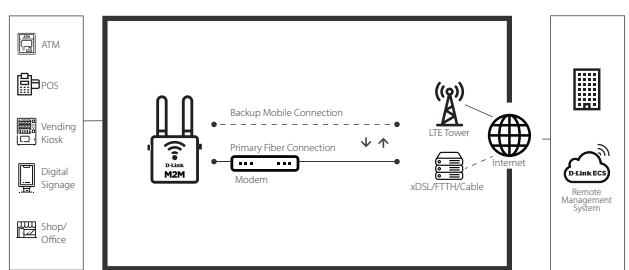 ATM
ATM
POS
Vending
Kiosk
Digital
Signage
Shop/
Office
D-Link
M2M
Backup Mobile Connection
Primary Fiber Connection
Modem
LTE Tower
xDSL/FTTH/Cable
Internet
D-Link ECS
Remote
Management
System